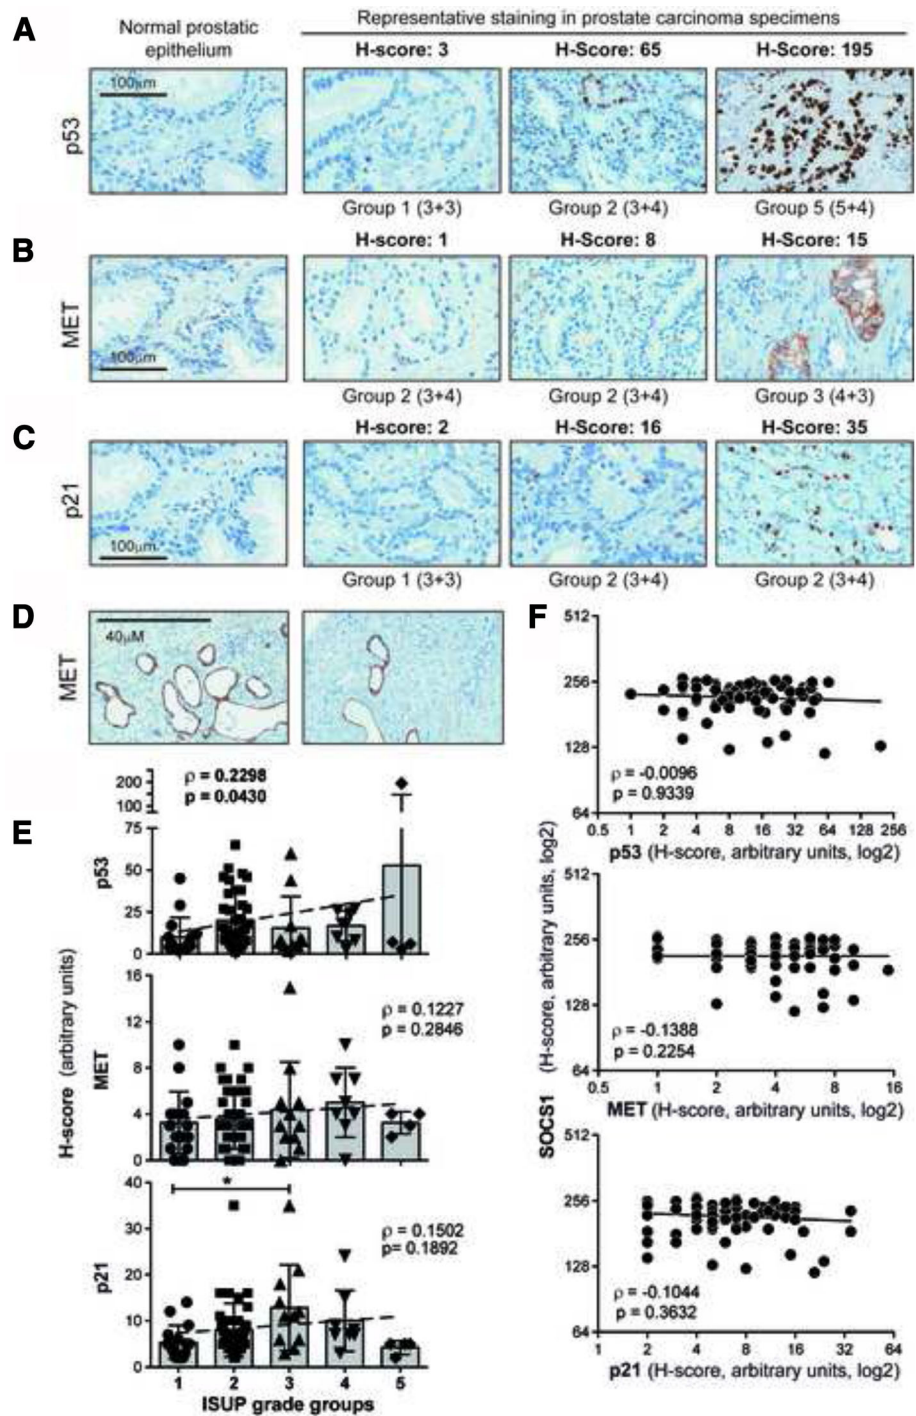 A
Normal prostatic
epithelium
Representative staining in prostate carcinoma specimens
H-score: 3
H-Score: 65
H-Score: 195
p53
100µm
Group 1 (3+3)
Group 2 (3+4)
Group 5 (5+4)
B
H-score: 1
H-Score: 8
H-Score: 15
MET
100µm
Group 2 (3+4)
Group 2 (3+4)
Group 3 (4+3)
C
H-score: 2
H-Score: 16
H-Score: 35
p21
100µm
Group 1 (3+3)
Group 2 (3+4)
Group 2 (3+4)
D
MET
40µM
E
H-score (arbitrary units)
p53
200
150
100
75
50
25
0
ρ = 0.2298
p = 0.0430
MET
16
12
8
4
0
ρ = 0.1227
p = 0.2846
p21
40
30
20
10
0
*
ρ = 0.1502
p= 0.1892
1 2 3 4 5
ISUP grade groups
F
SOCS1 (H-score, arbitrary units, log2)
512
256
128
64
ρ = -0.0096
p = 0.9339
0.5 1 2 4 8 16 32 64 128 256
p53 (H-score, arbitrary units, log2)
512
256
128
64
ρ = -0.1388
p = 0.2254
0.5 1 2 4 8 16
MET (H-score, arbitrary units, log2)
512
256
128
64
ρ = -0.1044
p = 0.3632
1 2 4 8 16 32 64
p21 (H-score, arbitrary units, log2)